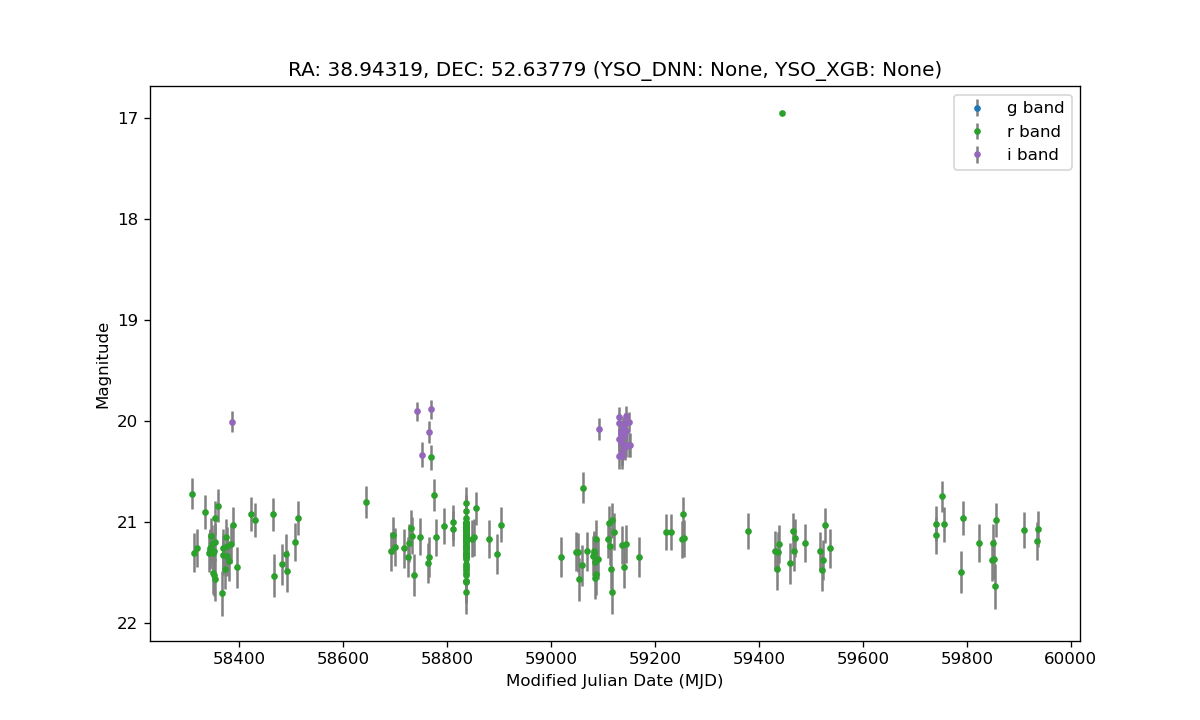 RA: 38.94319, DEC: 52.63779 (YSO_DNN: None, YSO_XGB: None)
g band
r band
i band
17
18
19
20
21
22
Magnitude
58400 58600 58800 59000 59200 59400 59600 59800 60000
Modified Julian Date (MJD)